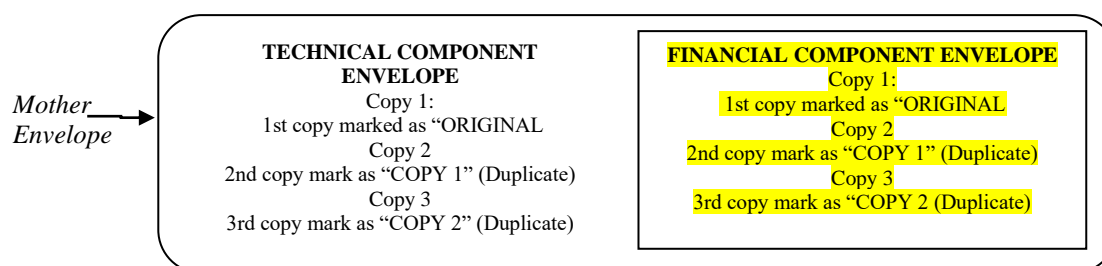 Mother
Envelope
TECHNICAL COMPONENT
ENVELOPE
Copy 1:
1st copy marked as “ORIGINAL
Copy 2
2nd copy mark as “COPY 1” (Duplicate)
Copy 3
3rd copy mark as “COPY 2” (Duplicate)
FINANCIAL COMPONENT ENVELOPE
Copy 1:
1st copy marked as “ORIGINAL
Copy 2
2nd copy mark as “COPY 1” (Duplicate)
Copy 3
3rd copy mark as “COPY 2 (Duplicate)